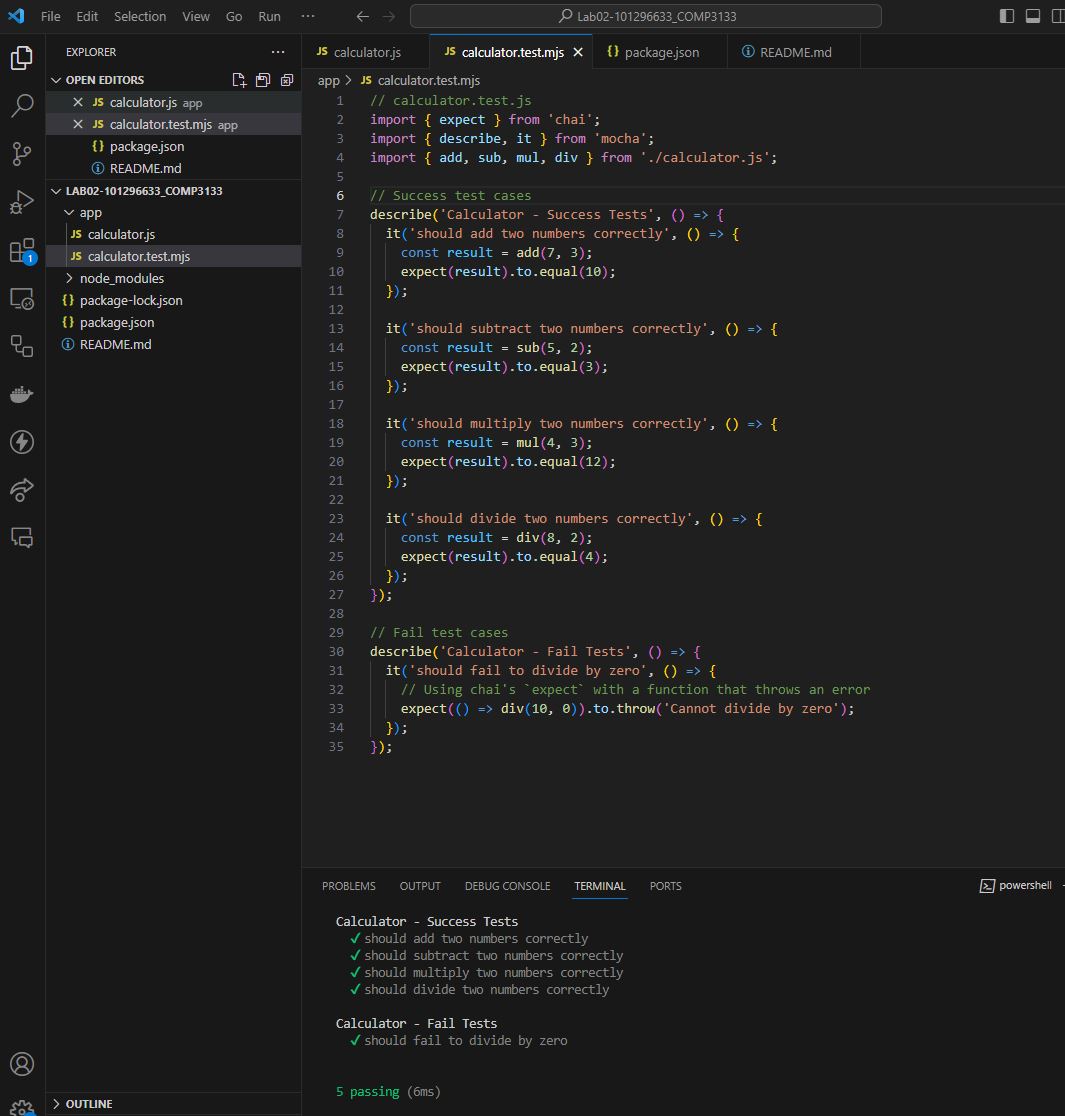 File Edit Selection View Go Run ···
Lab02-101296633_COMP3133
EXPLORER ···
OPEN EDITORS
JS calculator.js app
JS calculator.test.mjs app
{} package.json
README.md
LAB02-101296633_COMP3133
app
JS calculator.js
JS calculator.test.mjs
node_modules
{} package-lock.json
{} package.json
README.md
1
OUTLINE
JS calculator.js
JS calculator.test.mjs
{} package.json
README.md
app > JS calculator.test.mjs
1 // calculator.test.js
2 import { expect } from 'chai';
3 import { describe, it } from 'mocha';
4 import { add, sub, mul, div } from './calculator.js';
5
6 // Success test cases
7 describe('Calculator - Success Tests', () => {
8 it('should add two numbers correctly', () => {
9 const result = add(7, 3);
10 expect(result).to.equal(10);
11 });
12
13 it('should subtract two numbers correctly', () => {
14 const result = sub(5, 2);
15 expect(result).to.equal(3);
16 });
17
18 it('should multiply two numbers correctly', () => {
19 const result = mul(4, 3);
20 expect(result).to.equal(12);
21 });
22
23 it('should divide two numbers correctly', () => {
24 const result = div(8, 2);
25 expect(result).to.equal(4);
26 });
27 });
28
29 // Fail test cases
30 describe('Calculator - Fail Tests', () => {
31 it('should fail to divide by zero', () => {
32 // Using chai's `expect` with a function that throws an error
33 expect(() => div(10, 0)).to.throw('Cannot divide by zero');
34 });
35 });
PROBLEMS OUTPUT DEBUG CONSOLE TERMINAL PORTS
powershell
Calculator - Success Tests
✔ should add two numbers correctly
✔ should subtract two numbers correctly
✔ should multiply two numbers correctly
✔ should divide two numbers correctly
Calculator - Fail Tests
✔ should fail to divide by zero
5 passing (6ms)